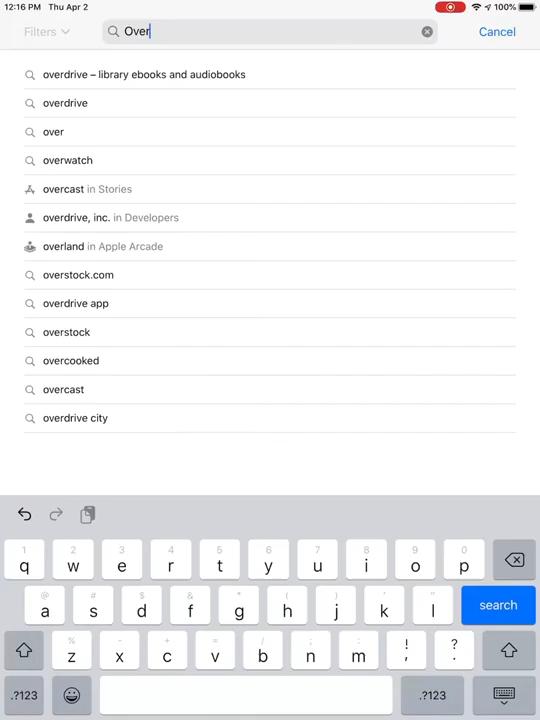 12:16 PM Thu Apr 2 100%
Filters Over Cancel
overdrive – library ebooks and audiobooks
overdrive
over
overwatch
overcast in Stories
overdrive, inc. in Developers
overland in Apple Arcade
overstock.com
overdrive app
overstock
overcooked
overcast
overdrive city
1 2 3 4 5 6 7 8 9 0
q w e r t y u i o p
@ # $ & * ( ) ' "
a s d f g h j k l search
% - + = / ; : ! ?
z x c v b n m , .
.?123 .?123